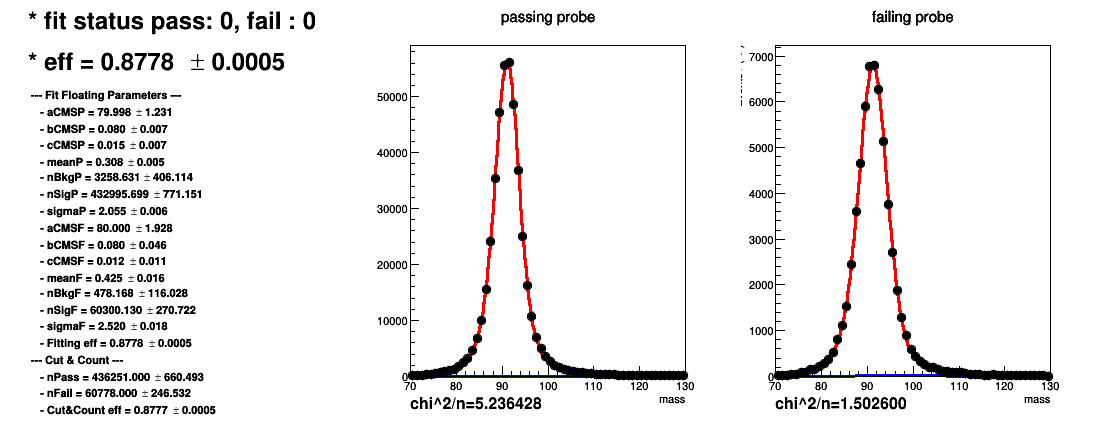 * fit status pass: 0, fail : 0
* eff = 0.8778 ± 0.0005
--- Fit Floating Parameters ---
- aCMSP = 79.998 ± 1.231
- bCMSP = 0.080 ± 0.007
- cCMSP = 0.015 ± 0.007
- meanP = 0.308 ± 0.005
- nBkgP = 3258.631 ± 406.114
- nSigP = 432995.699 ± 771.151
- sigmaP = 2.055 ± 0.006
- aCMSF = 80.000 ± 1.928
- bCMSF = 0.080 ± 0.046
- cCMSF = 0.012 ± 0.011
- meanF = 0.425 ± 0.016
- nBkgF = 478.168 ± 116.028
- nSigF = 60300.130 ± 270.722
- sigmaF = 2.520 ± 0.018
- Fitting eff = 0.8778 ± 0.0005
--- Cut & Count ---
- nPass = 436251.000 ± 660.493
- nFail = 60778.000 ± 246.532
- Cut&Count eff = 0.8777 ± 0.0005
passing probe
50000
40000
30000
20000
10000
0
70 80 90 100 110 120 130
mass
chi^2/n=5.236428
failing probe
7000
6000
5000
4000
3000
2000
1000
0
70 80 90 100 110 120 130
mass
chi^2/n=1.502600